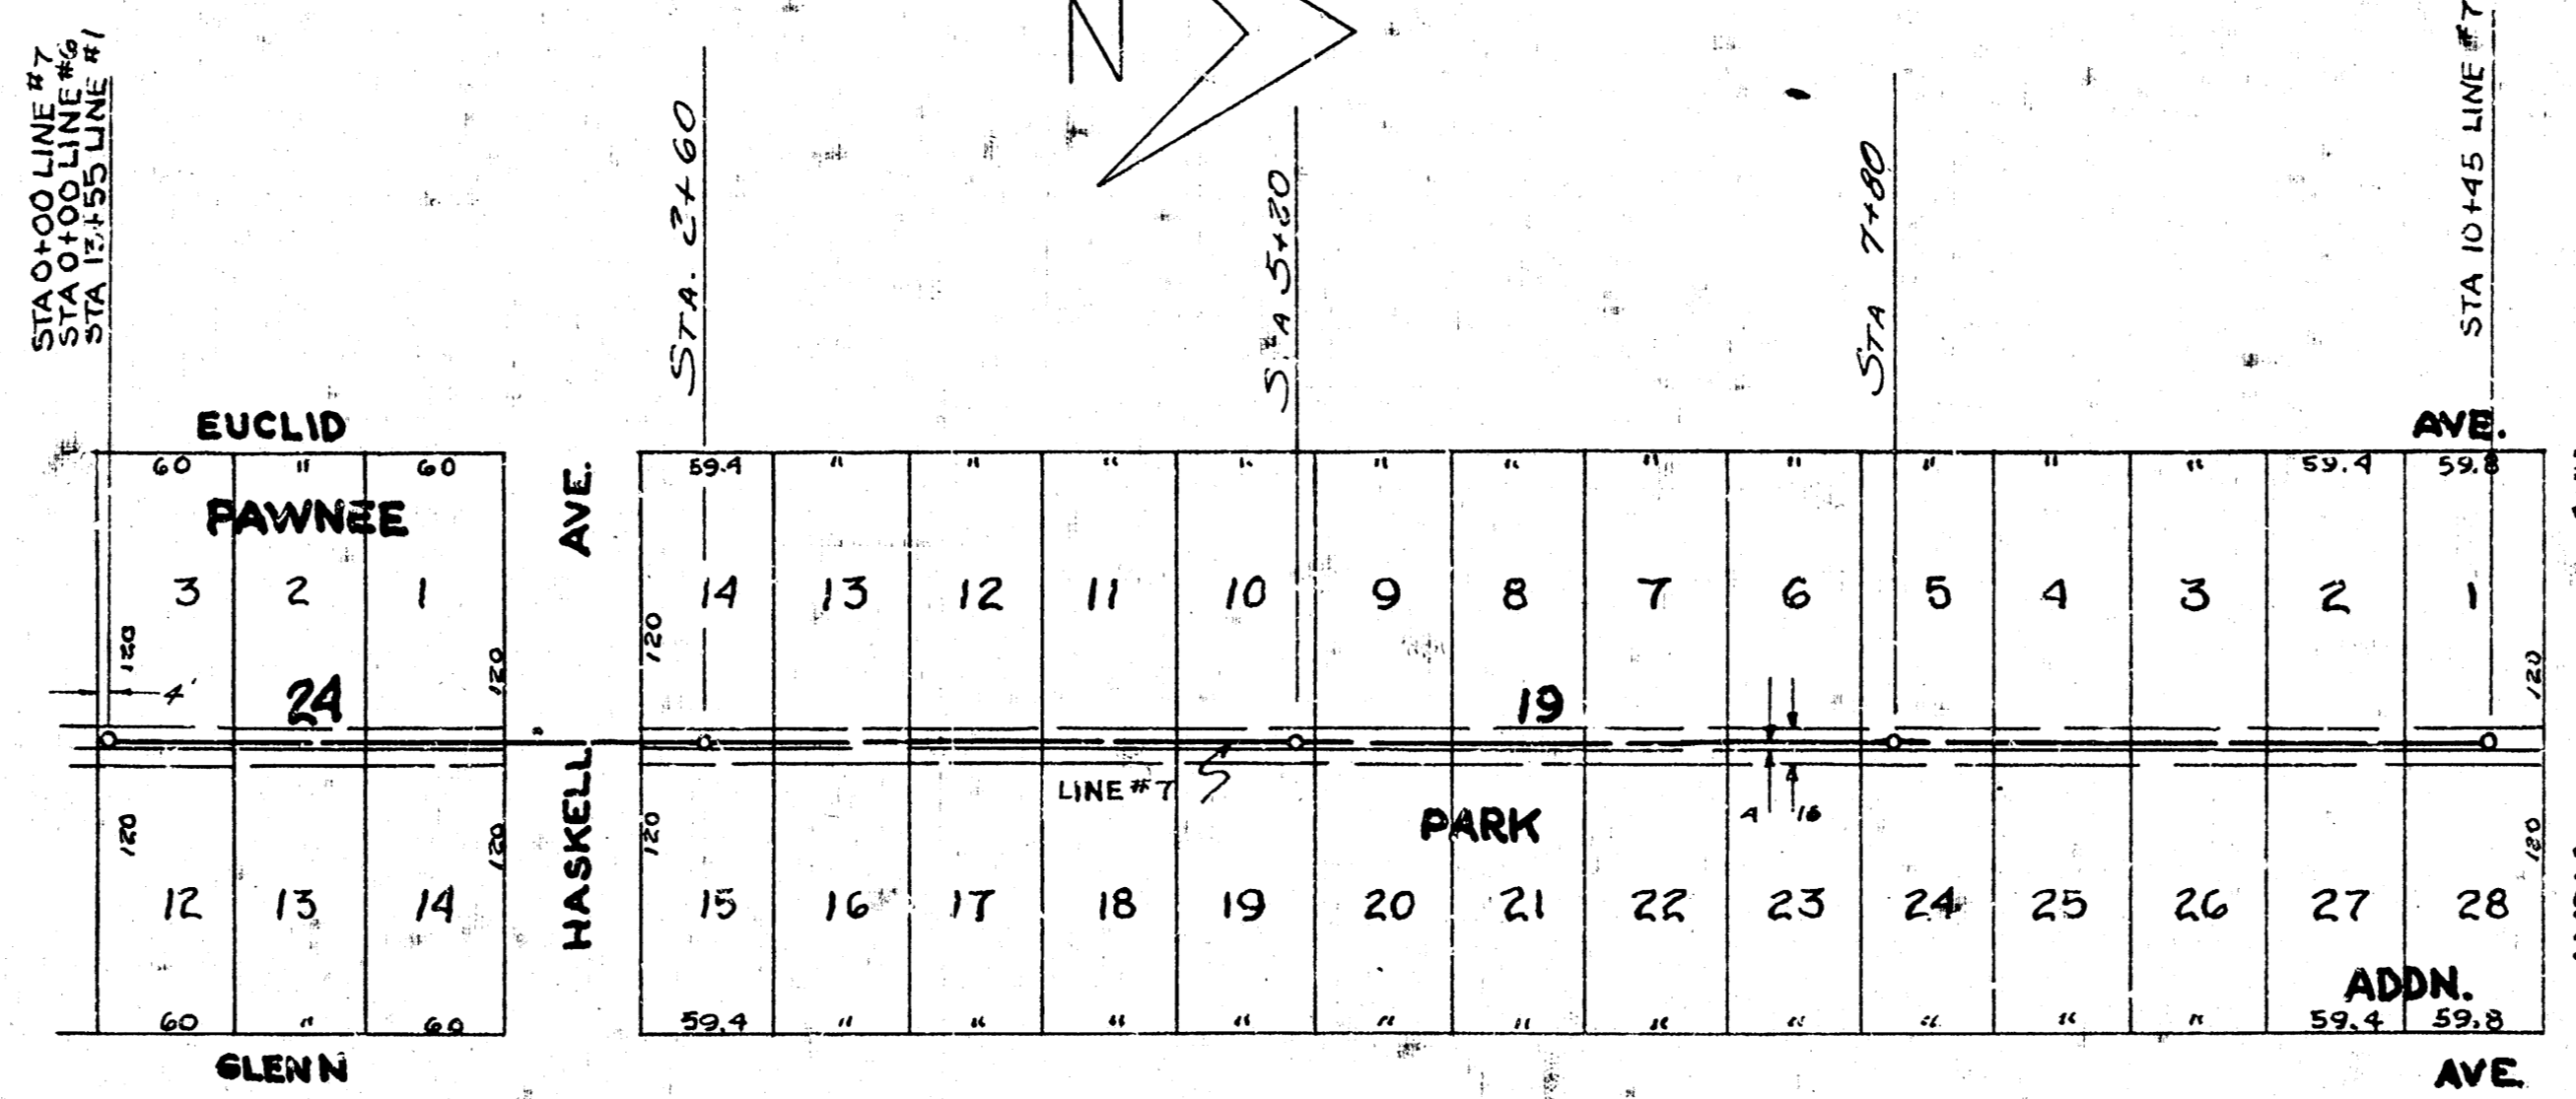 N
STA 0+00 LINE #7
STA 0+00 LINE #6
STA 13+55 LINE #1
STA. 2+60
5+20
STA 7+80
STA 10+45 LINE #7
EUCLID AVE.
60 " 60 59.4 " " " " " " " " " " " 59.4 59.8
PAWNEE
AVE.
3 2 1 14 13 12 11 10 9 8 7 6 5 4 3 2 1
120 120 120 120
4'
24 19
LINE #7
HASKELL
PARK
4 16
120 120 120 120
12 13 14 15 16 17 18 19 20 21 22 23 24 25 26 27 28
ADDN.
60 " 60 59.4 " " " " " " " " " " " 59.4 59.8
GLENN AVE.